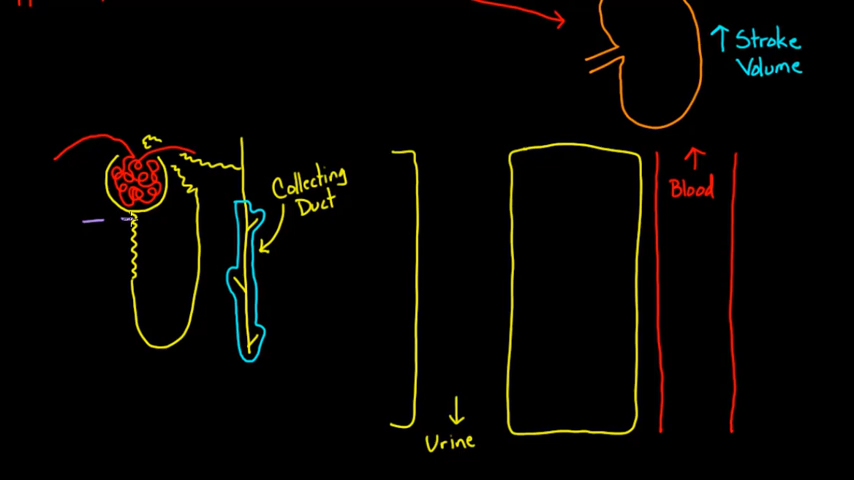 ↑ Stroke
Volume
Collecting
Duct
Blood
Urine